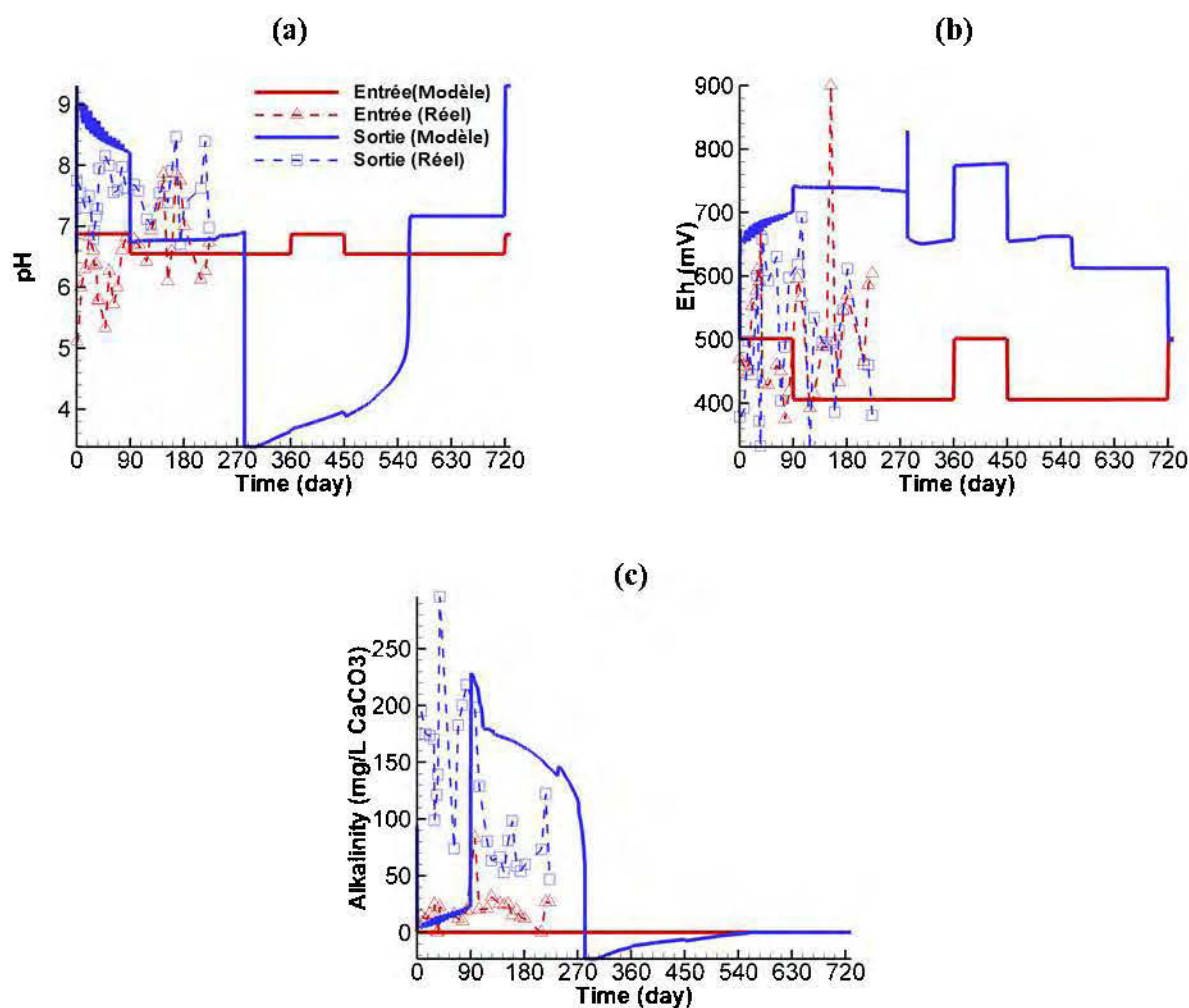 (a)
9
8
7
6
5
4
pH
0 90 180 270 360 450 540 630 720
Time (day)
Entrée(Modèle)
Entrée (Réel)
Sortie (Modèle)
Sortie (Réel)
(b)
900
800
700
600
500
400
Eh (mV)
0 90 180 270 360 450 540 630 720
Time (day)
(c)
250
200
150
100
50
0
Alkalinity (mg/L CaCO3)
0 90 180 270 360 450 540 630 720
Time (day)